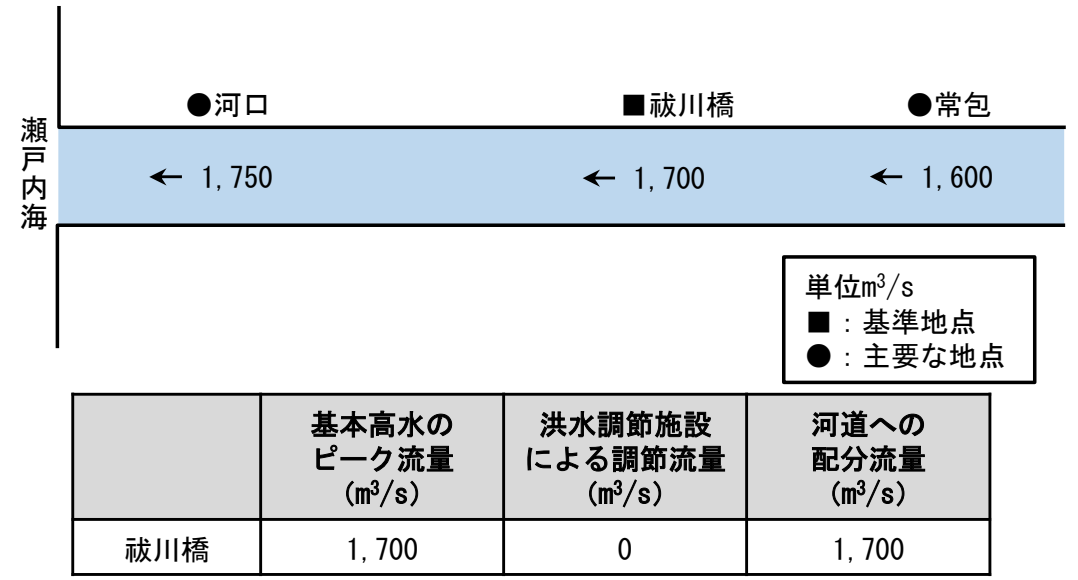 瀬戸内海
●河口
■祓川橋
●常包
← 1,750
← 1,700
← 1,600
単位m³/s
■：基準地点
●：主要な地点
基本高水の
ピーク流量
(m³/s)
洪水調節施設
による調節流量
(m³/s)
河道への
配分流量
(m³/s)
祓川橋
1,700
0
1,700